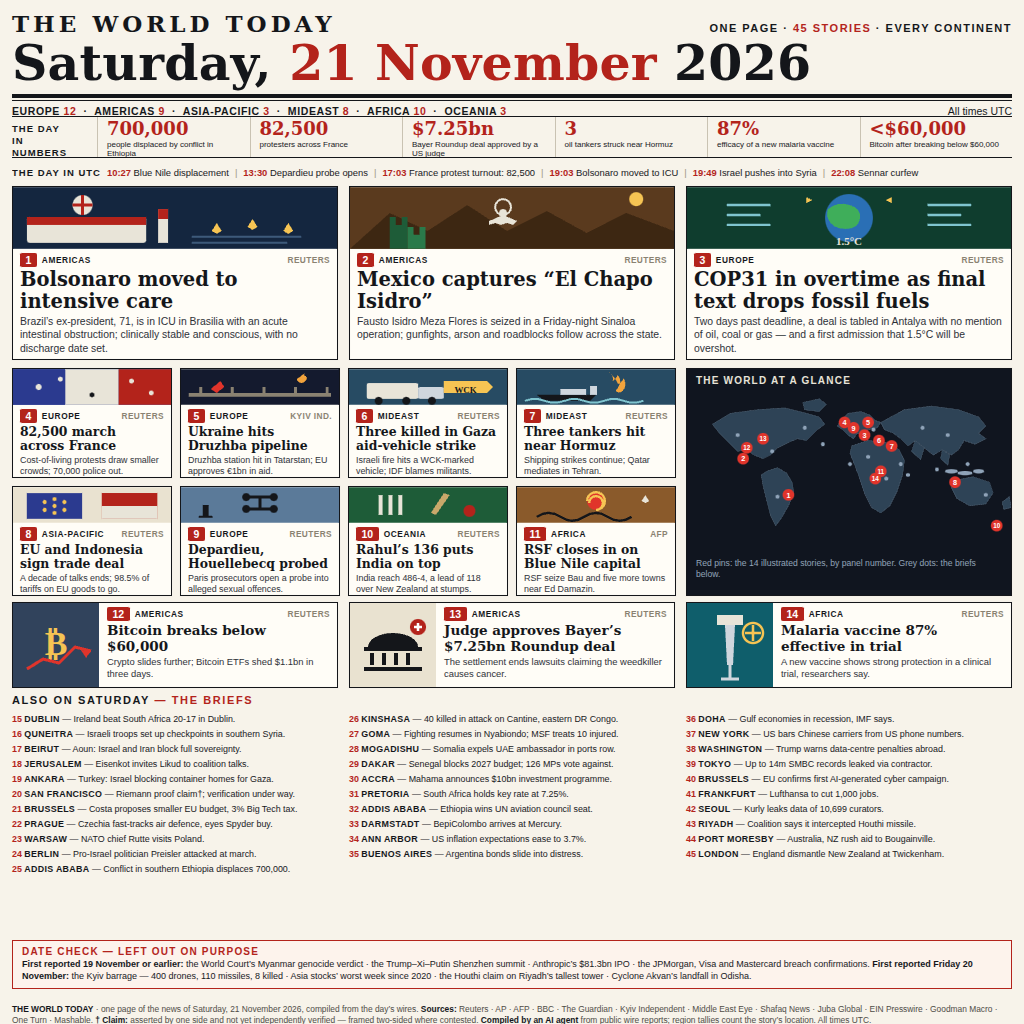 THE WORLD TODAY
ONE PAGE · 45 STORIES · EVERY CONTINENT
Saturday, 21 November 2026
EUROPE 12 · AMERICAS 9 · ASIA-PACIFIC 3 · MIDEAST 8 · AFRICA 10 · OCEANIA 3
All times UTC
THE DAY
IN
NUMBERS
700,000
people displaced by conflict in
Ethiopia
82,500
protesters across France
$7.25bn
Bayer Roundup deal approved by a
US judge
3
oil tankers struck near Hormuz
87%
efficacy of a new malaria vaccine
<$60,000
Bitcoin after breaking below $60,000
THE DAY IN UTC 10:27 Blue Nile displacement | 13:30 Depardieu probe opens | 17:03 France protest turnout: 82,500 | 19:03 Bolsonaro moved to ICU | 19:49 Israel pushes into Syria | 22:08 Sennar curfew
1 AMERICAS REUTERS
Bolsonaro moved to
intensive care
Brazil’s ex-president, 71, is in ICU in Brasilia with an acute
intestinal obstruction; clinically stable and conscious, with no
discharge date set.
2 AMERICAS REUTERS
Mexico captures “El Chapo
Isidro”
Fausto Isidro Meza Flores is seized in a Friday-night Sinaloa
operation; gunfights, arson and roadblocks follow across the state.
1.5°C
3 EUROPE REUTERS
COP31 in overtime as final
text drops fossil fuels
Two days past deadline, a deal is tabled in Antalya with no mention
of oil, coal or gas — and a first admission that 1.5°C will be
overshot.
4 EUROPE REUTERS
82,500 march
across France
Cost-of-living protests draw smaller
crowds; 70,000 police out.
5 EUROPE KYIV IND.
Ukraine hits
Druzhba pipeline
Druzhba station hit in Tatarstan; EU
approves €1bn in aid.
WCK
6 MIDEAST REUTERS
Three killed in Gaza
aid-vehicle strike
Israeli fire hits a WCK-marked
vehicle; IDF blames militants.
7 MIDEAST REUTERS
Three tankers hit
near Hormuz
Shipping strikes continue; Qatar
mediates in Tehran.
THE WORLD AT A GLANCE
4
9
5
3
6
7
13
12
2
11
14
8
1
10
Red pins: the 14 illustrated stories, by panel number. Grey dots: the briefs
below.
8 ASIA-PACIFIC REUTERS
EU and Indonesia
sign trade deal
A decade of talks ends; 98.5% of
tariffs on EU goods to go.
9 EUROPE REUTERS
Depardieu,
Houellebecq probed
Paris prosecutors open a probe into
alleged sexual offences.
10 OCEANIA REUTERS
Rahul’s 136 puts
India on top
India reach 486-4, a lead of 118
over New Zealand at stumps.
11 AFRICA AFP
RSF closes in on
Blue Nile capital
RSF seize Bau and five more towns
near Ed Damazin.
₿
12 AMERICAS REUTERS
Bitcoin breaks below
$60,000
Crypto slides further; Bitcoin ETFs shed $1.1bn in
three days.
13 AMERICAS REUTERS
Judge approves Bayer’s
$7.25bn Roundup deal
The settlement ends lawsuits claiming the weedkiller
causes cancer.
14 AFRICA REUTERS
Malaria vaccine 87%
effective in trial
A new vaccine shows strong protection in a clinical
trial, researchers say.
ALSO ON SATURDAY — THE BRIEFS
15 DUBLIN — Ireland beat South Africa 20-17 in Dublin.
16 QUNEITRA — Israeli troops set up checkpoints in southern Syria.
17 BEIRUT — Aoun: Israel and Iran block full sovereignty.
18 JERUSALEM — Eisenkot invites Likud to coalition talks.
19 ANKARA — Turkey: Israel blocking container homes for Gaza.
20 SAN FRANCISCO — Riemann proof claim†; verification under way.
21 BRUSSELS — Costa proposes smaller EU budget, 3% Big Tech tax.
22 PRAGUE — Czechia fast-tracks air defence, eyes Spyder buy.
23 WARSAW — NATO chief Rutte visits Poland.
24 BERLIN — Pro-Israel politician Preisler attacked at march.
25 ADDIS ABABA — Conflict in southern Ethiopia displaces 700,000.
26 KINSHASA — 40 killed in attack on Cantine, eastern DR Congo.
27 GOMA — Fighting resumes in Nyabiondo; MSF treats 10 injured.
28 MOGADISHU — Somalia expels UAE ambassador in ports row.
29 DAKAR — Senegal blocks 2027 budget; 126 MPs vote against.
30 ACCRA — Mahama announces $10bn investment programme.
31 PRETORIA — South Africa holds key rate at 7.25%.
32 ADDIS ABABA — Ethiopia wins UN aviation council seat.
33 DARMSTADT — BepiColombo arrives at Mercury.
34 ANN ARBOR — US inflation expectations ease to 3.7%.
35 BUENOS AIRES — Argentina bonds slide into distress.
36 DOHA — Gulf economies in recession, IMF says.
37 NEW YORK — US bars Chinese carriers from US phone numbers.
38 WASHINGTON — Trump warns data-centre penalties abroad.
39 TOKYO — Up to 14m SMBC records leaked via contractor.
40 BRUSSELS — EU confirms first AI-generated cyber campaign.
41 FRANKFURT — Lufthansa to cut 1,000 jobs.
42 SEOUL — Kurly leaks data of 10,699 curators.
43 RIYADH — Coalition says it intercepted Houthi missile.
44 PORT MORESBY — Australia, NZ rush aid to Bougainville.
45 LONDON — England dismantle New Zealand at Twickenham.
DATE CHECK — LEFT OUT ON PURPOSE
First reported 19 November or earlier: the World Court’s Myanmar genocide verdict · the Trump–Xi–Putin Shenzhen summit · Anthropic’s $81.3bn IPO · the JPMorgan, Visa and Mastercard breach confirmations. First reported Friday 20
November: the Kyiv barrage — 400 drones, 110 missiles, 8 killed · Asia stocks’ worst week since 2020 · the Houthi claim on Riyadh’s tallest tower · Cyclone Akvan’s landfall in Odisha.
THE WORLD TODAY · one page of the news of Saturday, 21 November 2026, compiled from the day’s wires. Sources: Reuters · AP · AFP · BBC · The Guardian · Kyiv Independent · Middle East Eye · Shafaq News · Juba Global · EIN Presswire · Goodman Macro ·
One Turn · Mashable. † Claim: asserted by one side and not yet independently verified — framed two-sided where contested. Compiled by an AI agent from public wire reports; region tallies count the story’s location. All times UTC.